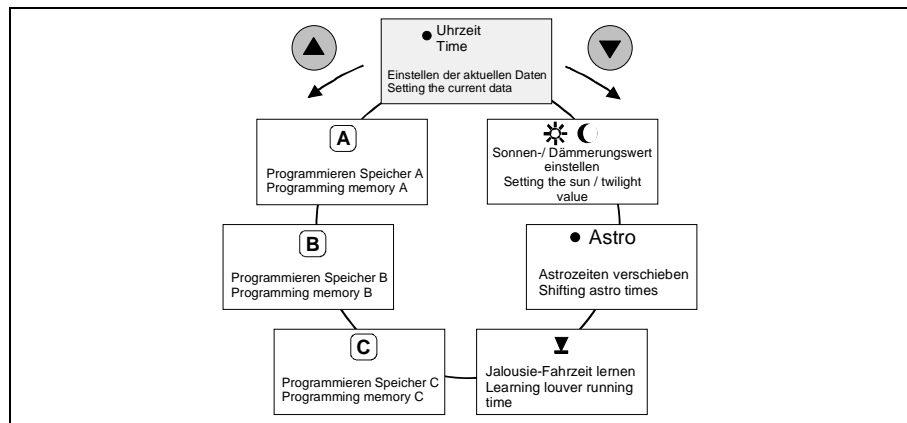 Uhrzeit
Time
Einstellen der aktuellen Daten
Setting the current data
A
Programmieren Speicher A
Programming memory A
Sonnen-/ Dämmerungswert
einstellen
Setting the sun / twilight
value
B
Programmieren Speicher B
Programming memory B
Astro
Astrozeiten verschieben
Shifting astro times
C
Programmieren Speicher C
Programming memory C
Jalousie-Fahrzeit lernen
Learning louver running
time